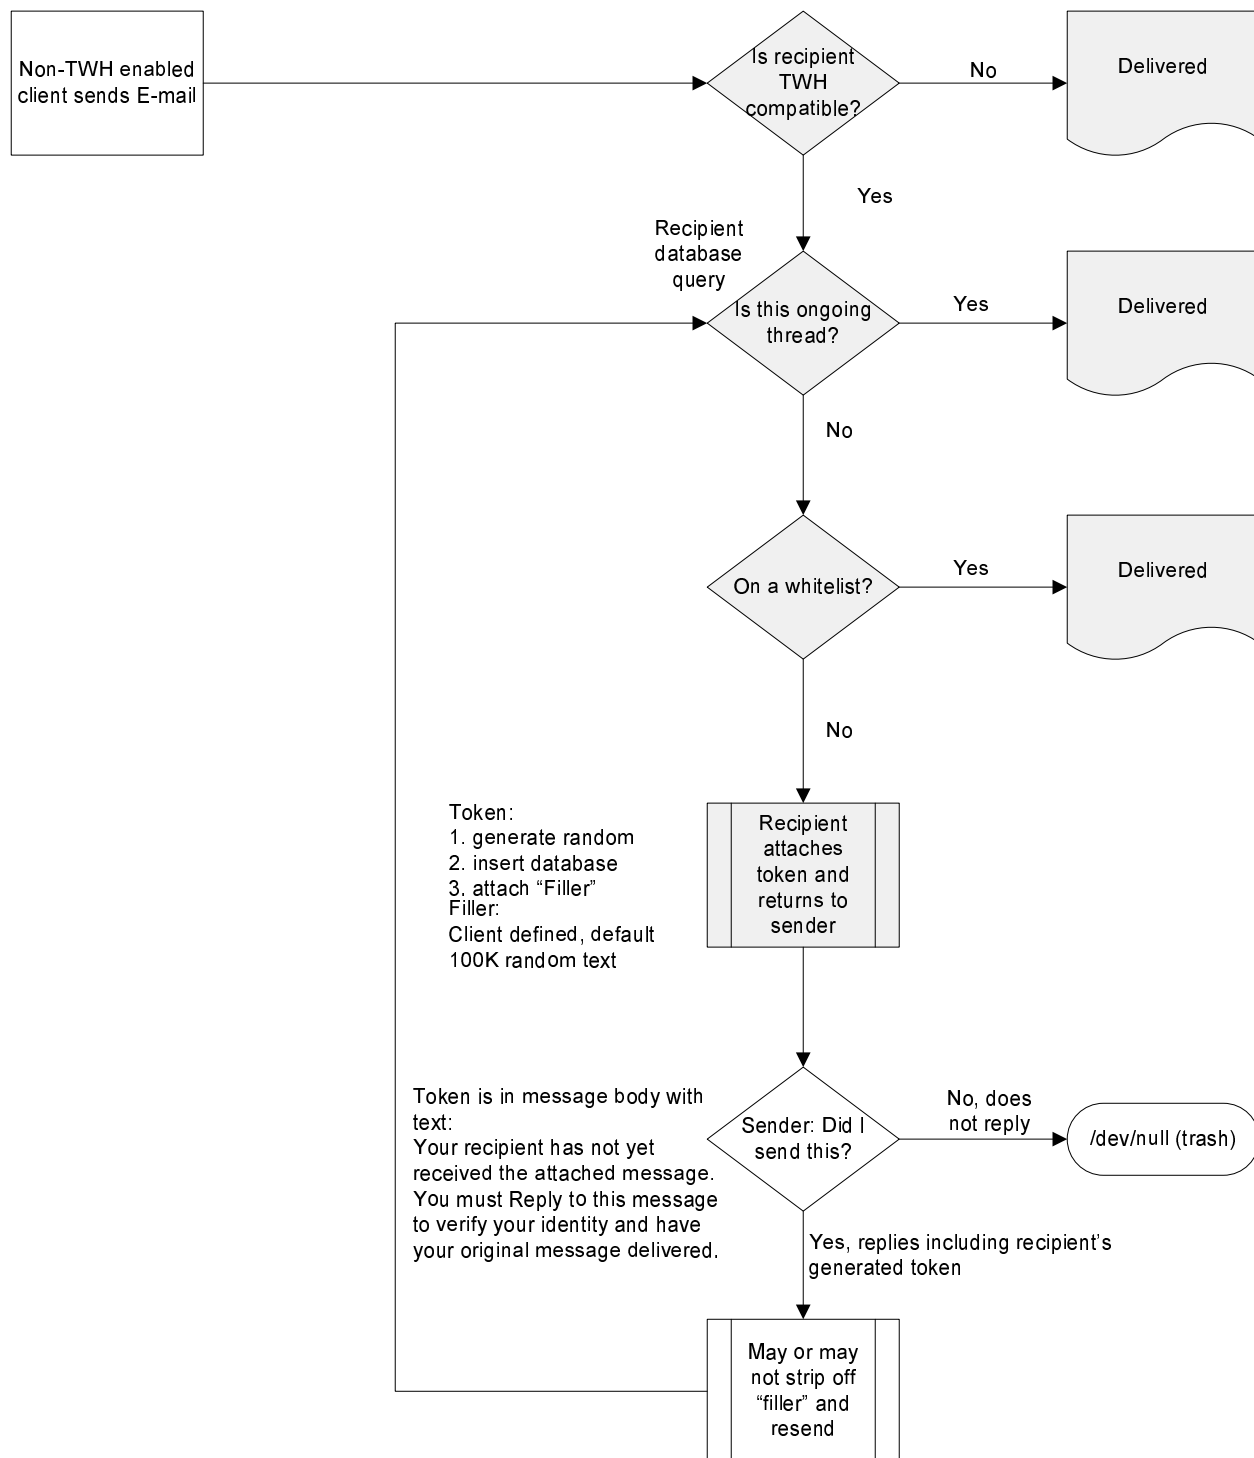 Non-TWH enabled
client sends E-mail
Is recipient
TWH
compatible?
No
Delivered
Yes
Recipient
database
query
Is this ongoing
thread?
Yes
Delivered
No
On a whitelist?
Yes
Delivered
No
Token:
1. generate random
2. insert database
3. attach “Filler”
Filler:
Client defined, default
100K random text
Recipient
attaches
token and
returns to
sender
Token is in message body with
text:
Your recipient has not yet
received the attached message.
You must Reply to this message
to verify your identity and have
your original message delivered.
Sender: Did I
send this?
No, does
not reply
/dev/null (trash)
Yes, replies including recipient’s
generated token
May or may
not strip off
“filler” and
resend